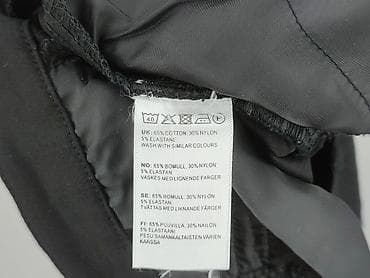 40 P
UK: 65% COTTON, 30% NYLON,
5% ELASTANE
WASH WITH SIMILAR COLOURS
NO: 65% BOMULL, 30% NYLON
5% ELASTAN
VASKES MED LIGNENDE FARGER
SE: 65% BOMULL, 30% NYLON
5% ELASTAN
TVÄTTAS MED LIKNANDE FÄRGER
FI: 65% PUUVILLA, 30% NAILON
5% ELASTAANI
PESU SAMANKALTAISTEN VÄRIEN
KANSSA